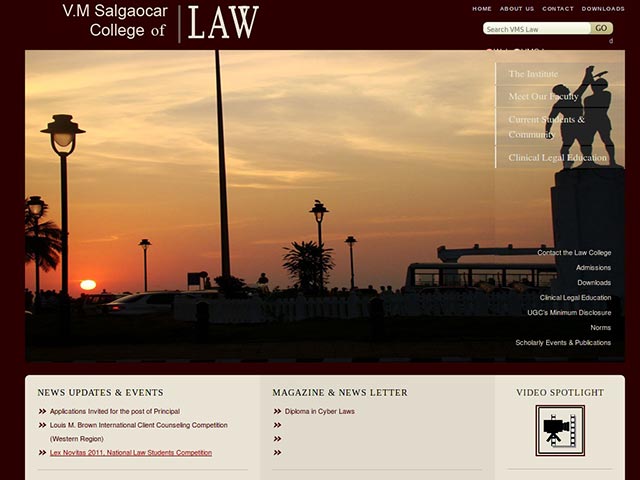 V.M Salgaocar
College of LAW
HOME ABOUT US CONTACT DOWNLOADS
Search VMS Law GO
The Institute
Meet Our Faculty
Current Students &
Community
Clinical Legal Education
Contact the Law College
Admissions
Downloads
Clinical Legal Education
UGC's Minimum Disclosure
Norms
Scholarly Events & Publications
NEWS UPDATES & EVENTS
Applications Invited for the post of Principal
Louis M. Brown International Client Counseling Competition
(Western Region)
Lex Novitas 2011, National Law Students Competition
MAGAZINE & NEWS LETTER
Diploma in Cyber Laws
VIDEO SPOTLIGHT